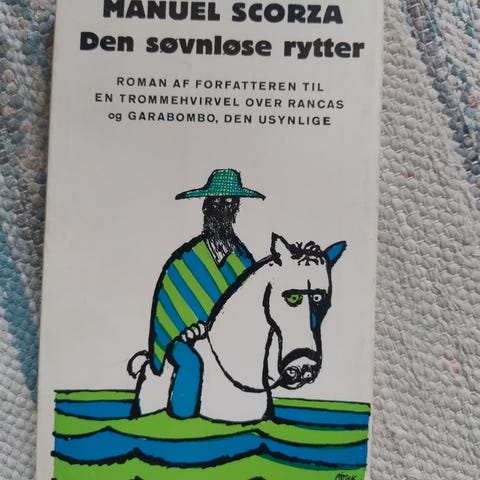 MANUEL SCORZA
Den søvnløse rytter
ROMAN AF FORFATTEREN TIL
EN TROMMEHVIRVEL OVER RANCAS
og GARABOMBO, DEN USYNLIGE